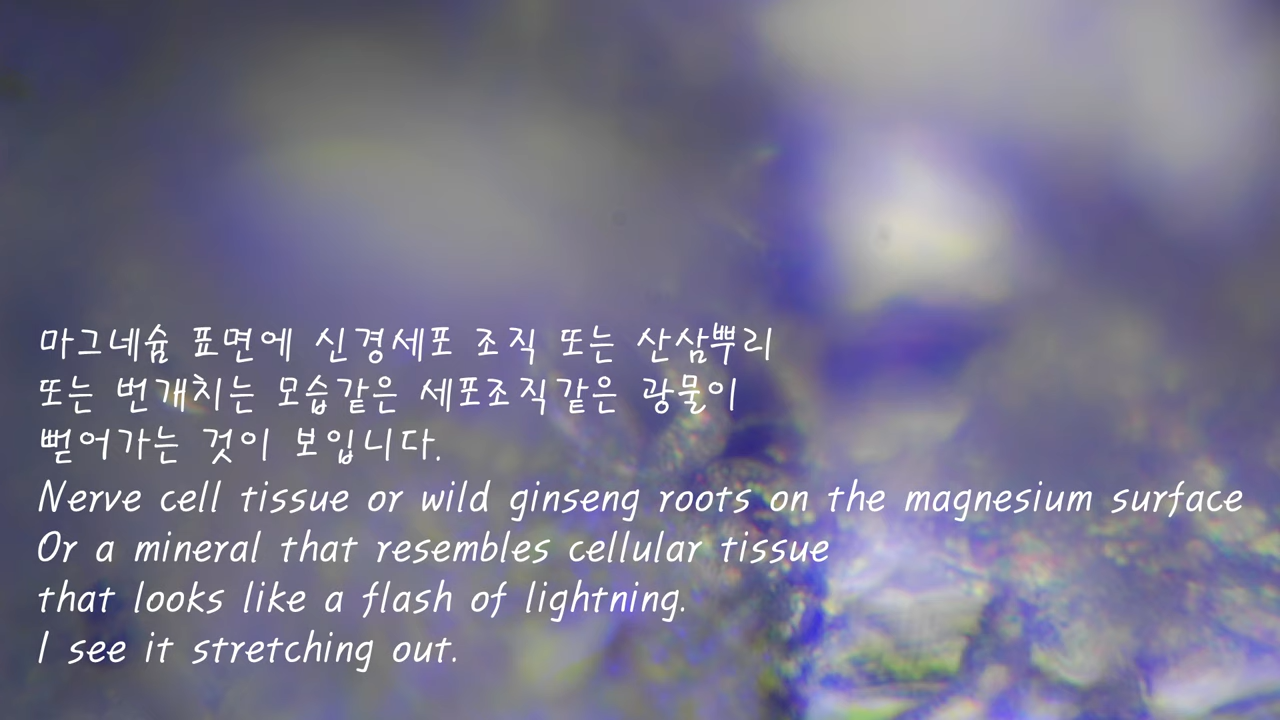 마그네슘 표면에 신경세포 조직 또는 산삼뿌리
또는 번개치는 모습같은 세포조직같은 광물이
뻗어가는 것이 보입니다.
Nerve cell tissue or wild ginseng roots on the magnesium surface
Or a mineral that resembles cellular tissue
that looks like a flash of lightning.
I see it stretching out.